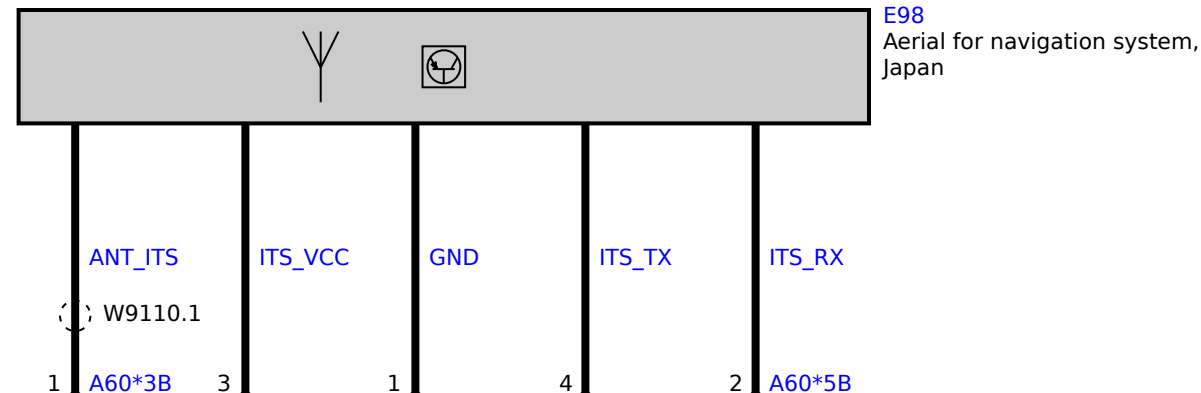 E98
Aerial for navigation system,
Japan
ANT_ITS ITS_VCC GND ITS_TX ITS_RX
W9110.1
1 A60*3B 3 1 4 2 A60*5B